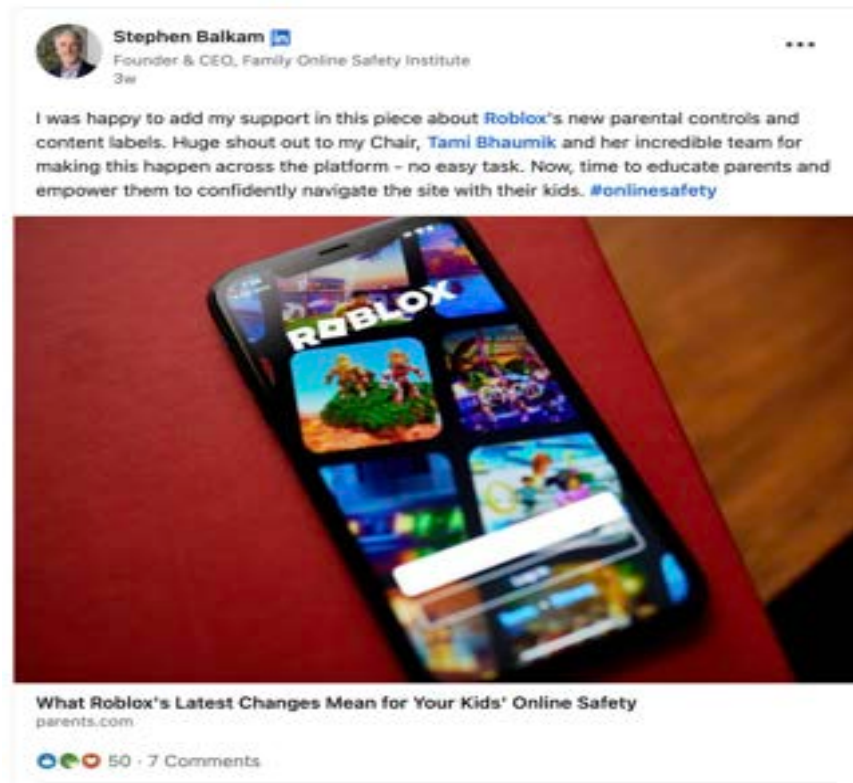 Stephen Balkam in
Founder & CEO, Family Online Safety Institute
3w
I was happy to add my support in this piece about Roblox's new parental controls and
content labels. Huge shout out to my Chair, Tami Bhaumik and her incredible team for
making this happen across the platform - no easy task. Now, time to educate parents and
empower them to confidently navigate the site with their kids. #onlinesafety
ROBLOX
What Roblox's Latest Changes Mean for Your Kids' Online Safety
parents.com
50 · 7 Comments